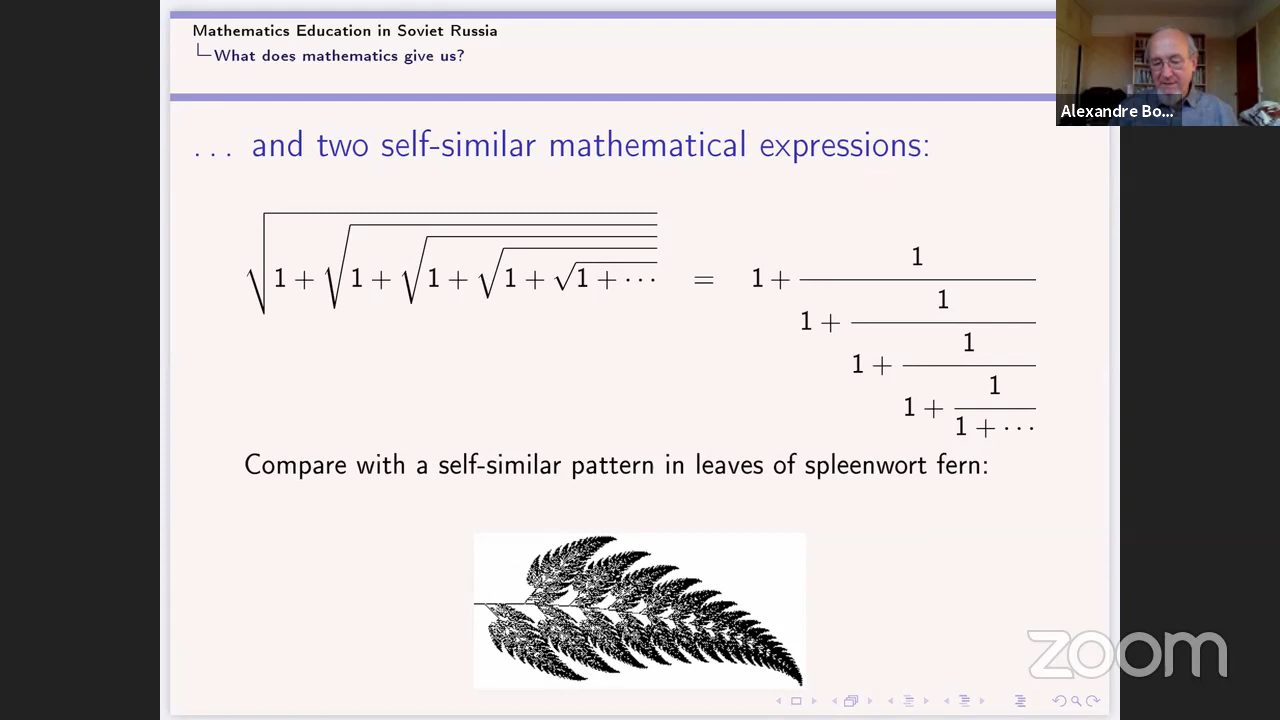 Mathematics Education in Soviet Russia
What does mathematics give us?
Alexandre Bo...
... and two self-similar mathematical expressions:
√(1 + √(1 + √(1 + √(1 + √(1 + ⋯))))) = 1 + 1/(1 + 1/(1 + 1/(1 + 1/(1 + ⋯))))
Compare with a self-similar pattern in leaves of spleenwort fern:
zoom